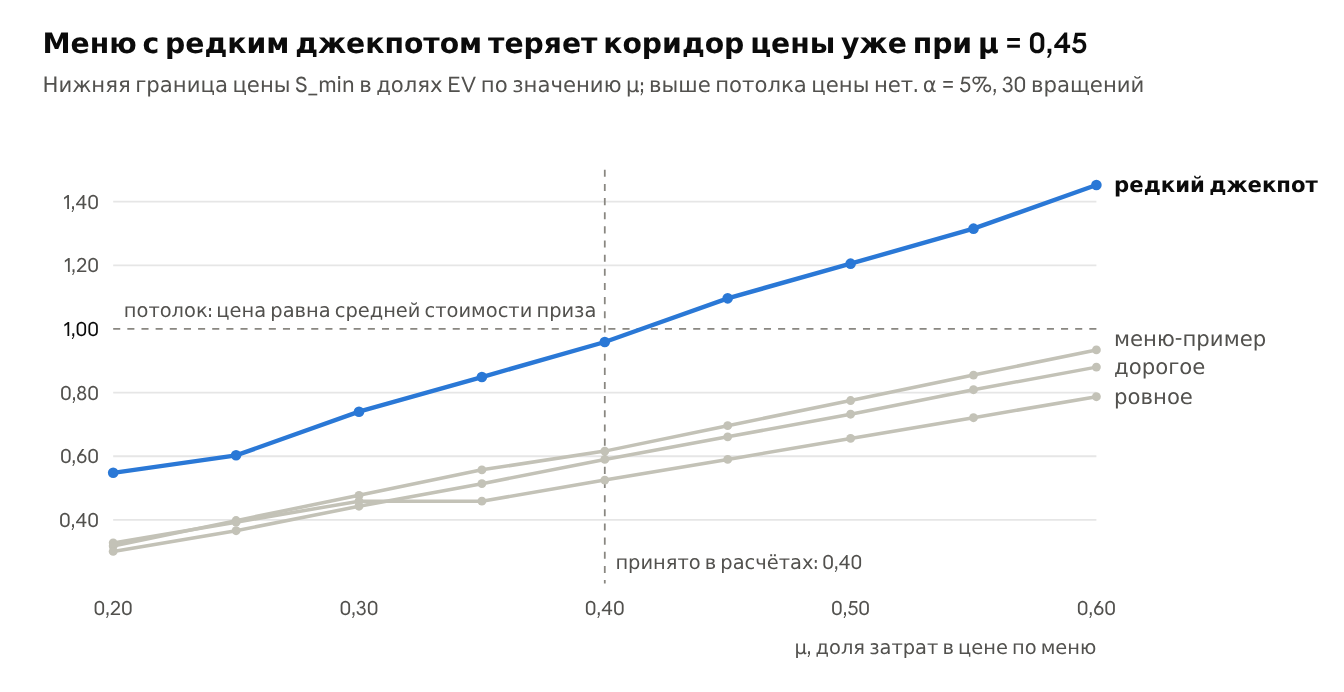 Меню с редким джекпотом теряет коридор цены уже при μ = 0,45
Нижняя граница цены S_min в долях EV по значению μ; выше потолка цены нет. α = 5%, 30 вращений
1,40
редкий джекпот
1,20
потолок: цена равна средней стоимости приза
1,00
меню-пример
дорогое
0,80
ровное
0,60
0,40
принято в расчётах: 0,40
0,20
0,30
0,40
0,50
0,60
μ, доля затрат в цене по меню